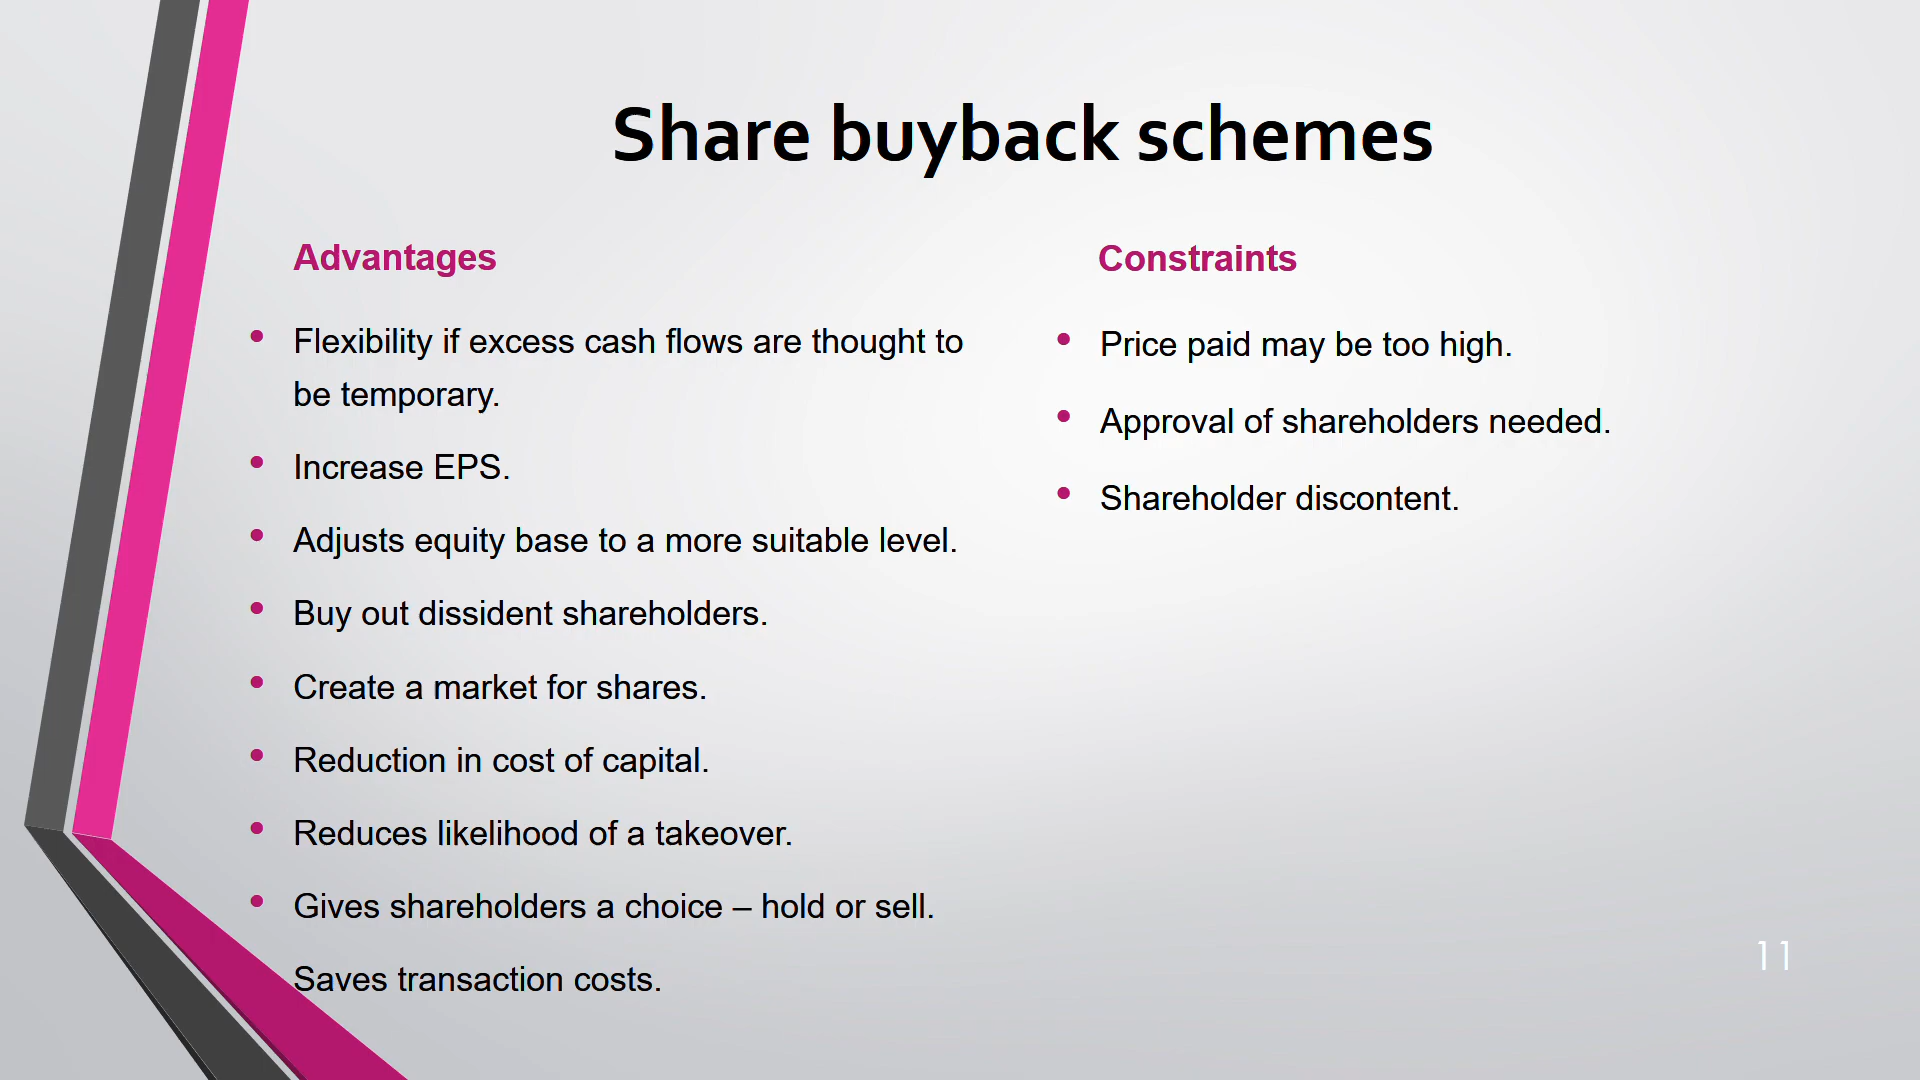 Share buyback schemes
Advantages
• Flexibility if excess cash flows are thought to
be temporary.
• Increase EPS.
• Adjusts equity base to a more suitable level.
• Buy out dissident shareholders.
• Create a market for shares.
• Reduction in cost of capital.
• Reduces likelihood of a takeover.
• Gives shareholders a choice – hold or sell.
Saves transaction costs.
Constraints
• Price paid may be too high.
• Approval of shareholders needed.
• Shareholder discontent.
11